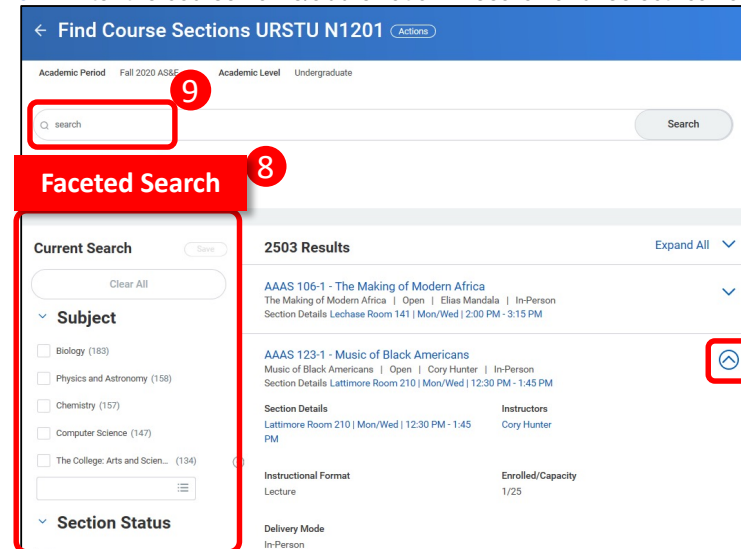 ← Find Course Sections URSTU N1201 Actions
Academic Period Fall 2020 AS&E Academic Level Undergraduate
9
search
Search
Faceted Search
8
Current Search Save
Clear All
Subject
Biology (183)
Physics and Astronomy (158)
Chemistry (157)
Computer Science (147)
The College: Arts and Scien... (134)
Section Status
2503 Results
Expand All
AAAS 106-1 - The Making of Modern Africa
The Making of Modern Africa | Open | Elias Mandala | In-Person
Section Details Lechase Room 141 | Mon/Wed | 2:00 PM - 3:15 PM
AAAS 123-1 - Music of Black Americans
Music of Black Americans | Open | Cory Hunter | In-Person
Section Details Lattimore Room 210 | Mon/Wed | 12:30 PM - 1:45 PM
Section Details
Lattimore Room 210 | Mon/Wed | 12:30 PM - 1:45
PM
Instructors
Cory Hunter
Instructional Format
Lecture
Enrolled/Capacity
1/25
Delivery Mode
In-Person